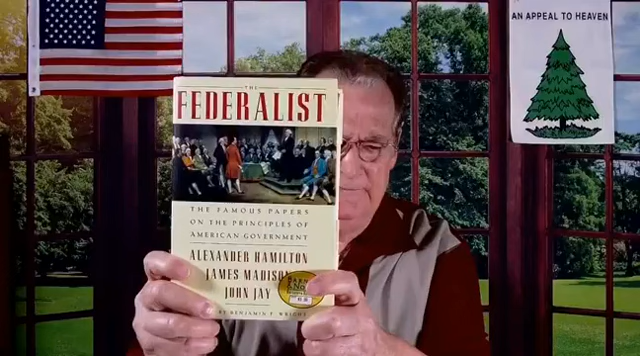 AN APPEAL TO HEAVEN
THE
FEDERALIST
THE FAMOUS PAPERS
ON THE PRINCIPLES OF
AMERICAN GOVERNMENT
ALEXANDER HAMILTON
JAMES MADISON
JOHN JAY
BENJAMIN F. WRIGHT